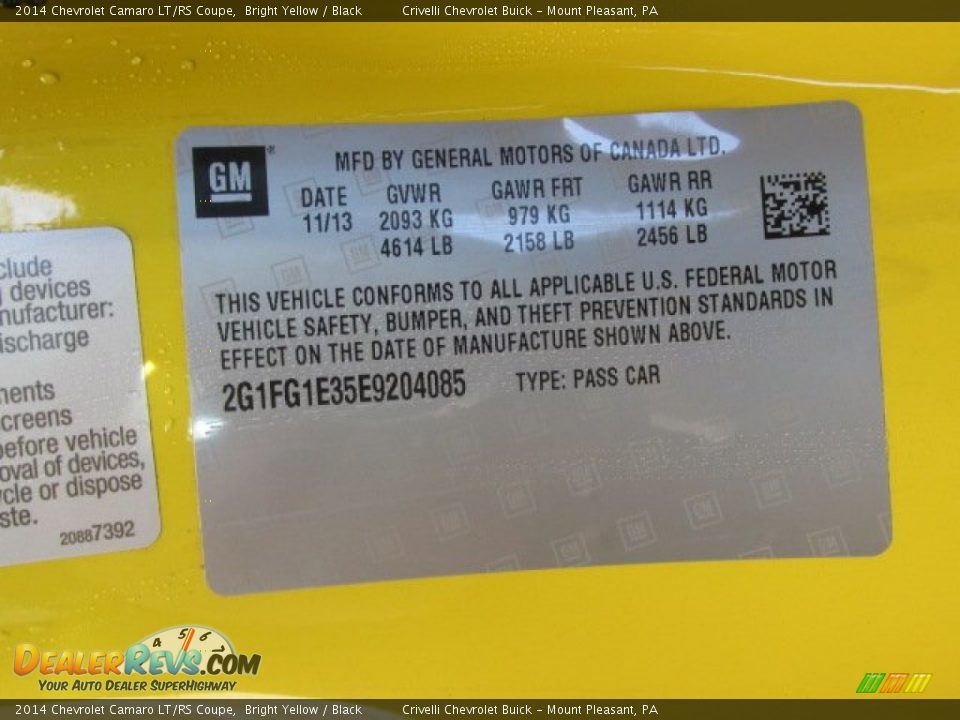 2014 Chevrolet Camaro LT/RS Coupe, Bright Yellow / Black Crivelli Chevrolet Buick - Mount Pleasant, PA
GM®
MFD BY GENERAL MOTORS OF CANADA LTD.
DATE GVWR GAWR FRT GAWR RR
11/13 2093 KG 979 KG 1114 KG
4614 LB 2158 LB 2456 LB
THIS VEHICLE CONFORMS TO ALL APPLICABLE U.S. FEDERAL MOTOR
VEHICLE SAFETY, BUMPER, AND THEFT PREVENTION STANDARDS IN
EFFECT ON THE DATE OF MANUFACTURE SHOWN ABOVE.
2G1FG1E35E9204085 TYPE: PASS CAR
clude
devices
nufacturer:
ischarge
ments
creens
before vehicle
oval of devices,
cle or dispose
ste.
20887392
4 5 6
DEALERREVS.COM
YOUR AUTO DEALER SUPERHIGHWAY
2014 Chevrolet Camaro LT/RS Coupe, Bright Yellow / Black Crivelli Chevrolet Buick - Mount Pleasant, PA